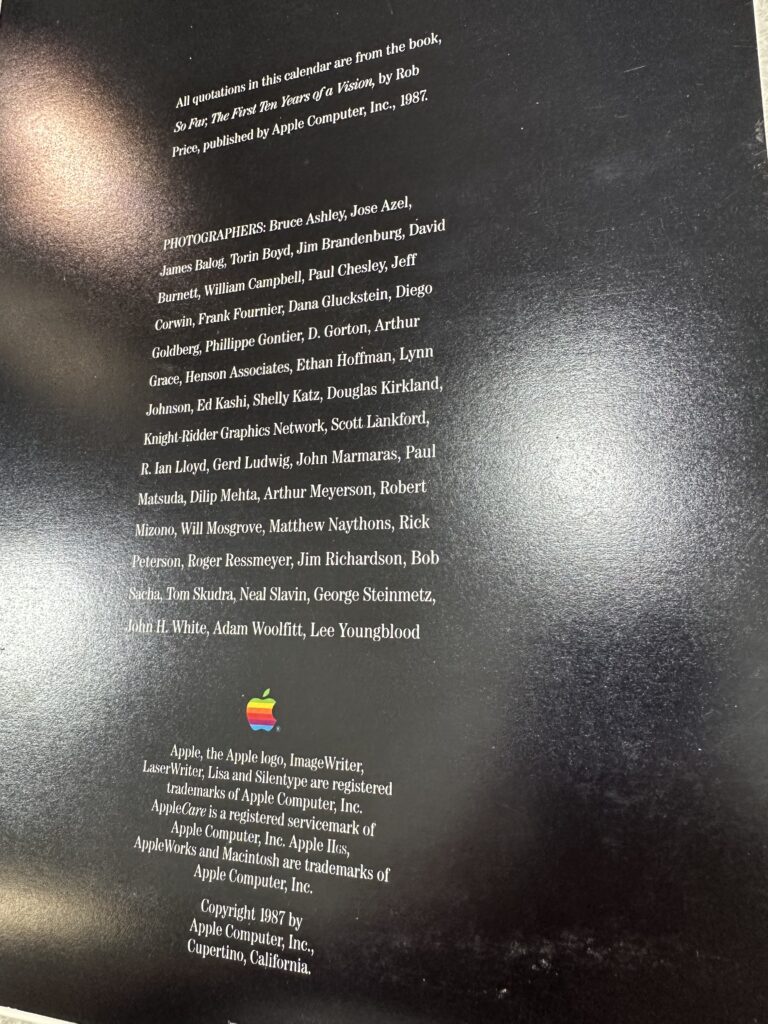 All quotations in this calendar are from the book,
So Far, The First Ten Years of a Vision, by Rob
Price, published by Apple Computer, Inc., 1987.
PHOTOGRAPHERS: Bruce Ashley, Jose Azel,
James Balog, Torin Boyd, Jim Brandenburg, David
Burnett, William Campbell, Paul Chesley, Jeff
Corwin, Frank Fournier, Dana Gluckstein, Diego
Goldberg, Phillippe Gontier, D. Gorton, Arthur
Grace, Henson Associates, Ethan Hoffman, Lynn
Johnson, Ed Kashi, Shelly Katz, Douglas Kirkland,
Knight-Ridder Graphics Network, Scott Lankford,
R. Ian Lloyd, Gerd Ludwig, John Marmaras, Paul
Matsuda, Dilip Mehta, Arthur Meyerson, Robert
Mizono, Will Mosgrove, Matthew Naythons, Rick
Peterson, Roger Ressmeyer, Jim Richardson, Bob
Sacha, Tom Skudra, Neal Slavin, George Steinmetz,
John H. White, Adam Woolfitt, Lee Youngblood
®
Apple, the Apple logo, ImageWriter,
LaserWriter, Lisa and Silentype are registered
trademarks of Apple Computer, Inc.
AppleCare is a registered servicemark of
Apple Computer, Inc. Apple IIGS,
AppleWorks and Macintosh are trademarks of
Apple Computer, Inc.
Copyright 1987 by
Apple Computer, Inc.,
Cupertino, California.